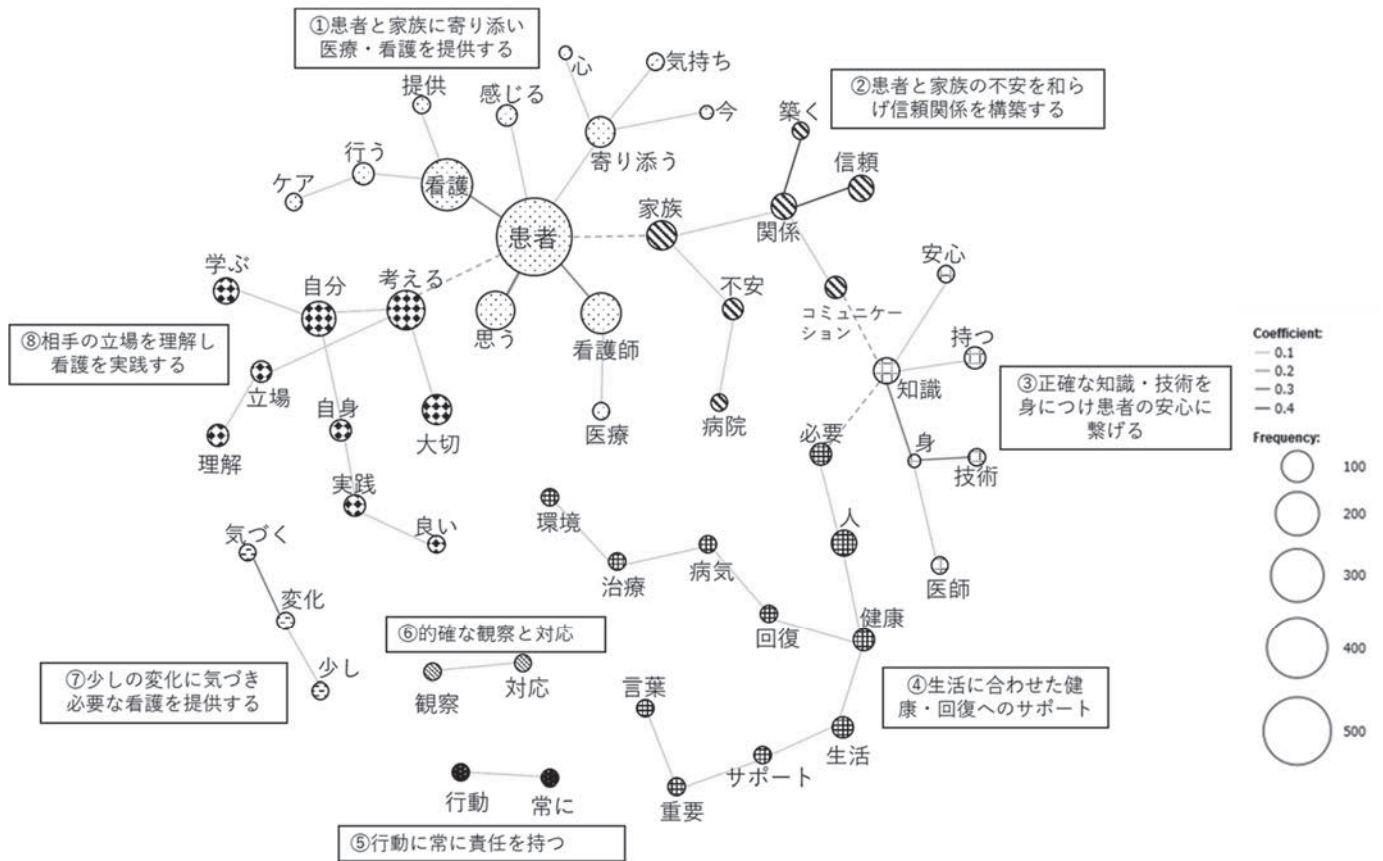 ①患者と家族に寄り添い
医療・看護を提供する
心
気持ち
提供
感じる
今
②患者と家族の不安を和ら
げ信頼関係を構築する
築く
行う
寄り添う
信頼
ケア
看護
患者
家族
関係
安心
学ぶ
自分
考える
不安
コミュニケー
ション
持つ
⑧相手の立場を理解し
看護を実践する
思う
看護師
知識
③正確な知識・技術を
身につけ患者の安心に
繋げる
立場
自身
大切
医療
病院
必要
身
技術
理解
実践
環境
人
気づく
良い
治療
病気
医師
変化
回復
健康
⑥的確な観察と対応
⑦少しの変化に気づき
必要な看護を提供する
少し
観察
対応
言葉
④生活に合わせた健
康・回復へのサポート
生活
サポート
行動
常に
重要
⑤行動に常に責任を持つ
Coefficient:
0.1
0.2
0.3
0.4
Frequency:
100
200
300
400
500